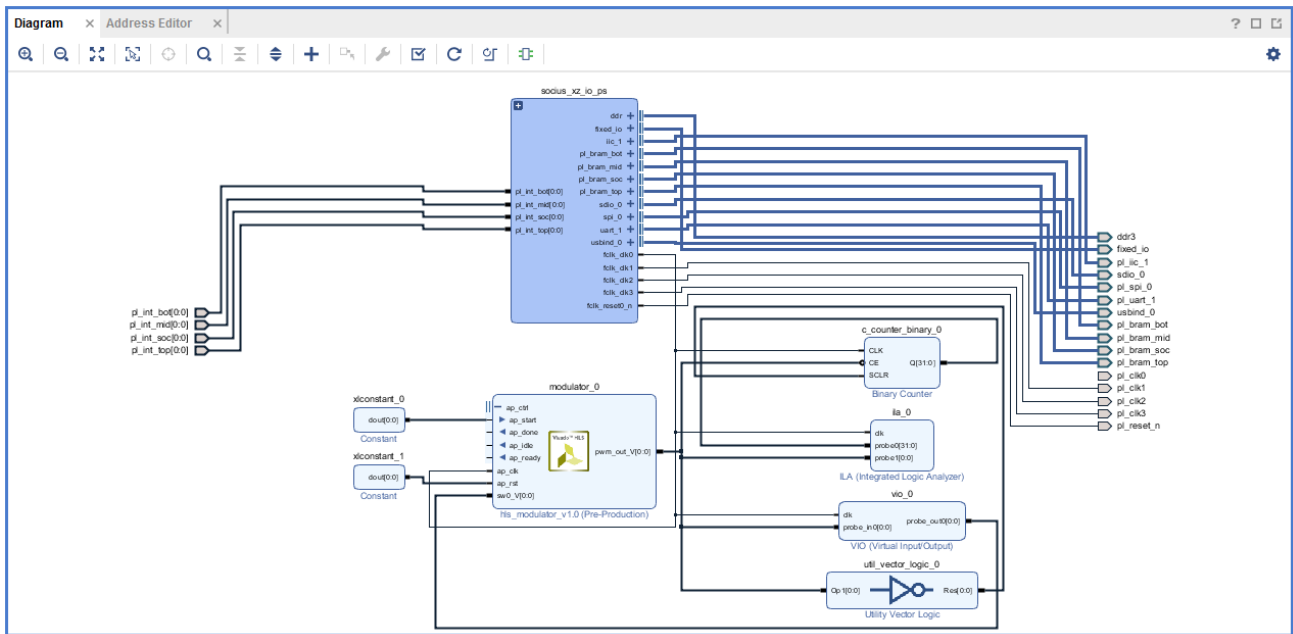 Diagram × Address Editor ×
socius_xz_io_ps
ddr
fixed_io
iic_1
pl_bram_bot
pl_bram_mid
pl_bram_soc
pl_bram_top
sdio_0
spi_0
uart_1
usbind_0
fclk_clk0
fclk_clk1
fclk_clk2
fclk_clk3
fclk_reset0_n
pl_int_bot[0:0]
pl_int_mid[0:0]
pl_int_soc[0:0]
pl_int_top[0:0]
pl_int_bot[0:0]
pl_int_mid[0:0]
pl_int_soc[0:0]
pl_int_top[0:0]
ddr3
fixed_io
pl_iic_1
sdio_0
pl_spi_0
pl_uart_1
usbind_0
pl_bram_bot
pl_bram_mid
pl_bram_soc
pl_bram_top
pl_clk0
pl_clk1
pl_clk2
pl_clk3
pl_reset_n
c_counter_binary_0
CLK
CE
SCLR
Q[31:0]
Binary Counter
xlconstant_0
dout[0:0]
Constant
xlconstant_1
dout[0:0]
Constant
modulator_0
ap_ctrl
ap_start
ap_done
ap_idle
ap_ready
ap_clk
ap_rst
sw0_V[0:0]
Vivado™ HLS
pwm_out_V[0:0]
hls_modulator_v1.0 (Pre-Production)
ila_0
clk
probe0[31:0]
probe1[0:0]
ILA (Integrated Logic Analyzer)
vio_0
clk
probe_in0[0:0]
probe_out0[0:0]
VIO (Virtual Input/Output)
util_vector_logic_0
Op1[0:0]
Res[0:0]
Utility Vector Logic